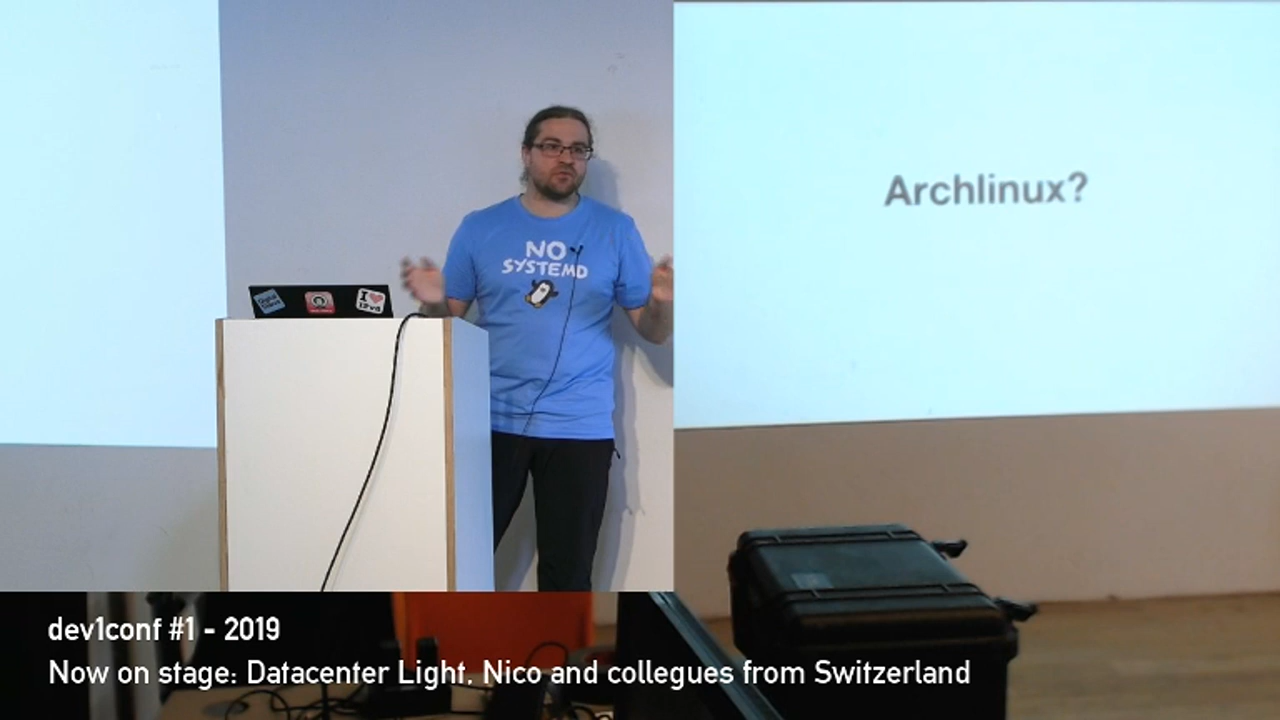 Archlinux?
NO
SYSTEMD
I ❤
IPv6
dev1conf #1 - 2019
Now on stage: Datacenter Light, Nico and collegues from Switzerland